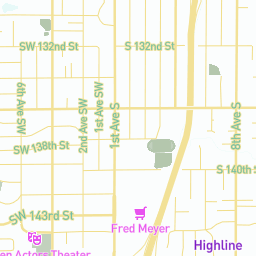 SW 132nd St
S 132nd St
6th Ave SW
2nd Ave SW
1st Ave SW
1st Ave S
8th Ave S
SW 138th St
S 140th S
SW 143rd St
Fred Meyer
Highline
en Actors Theater